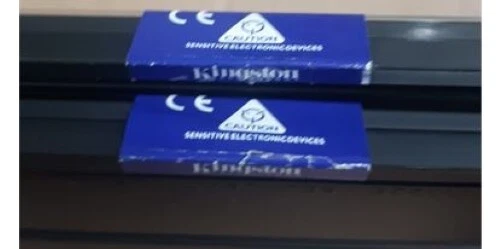 CE
CAUTION
SENSITIVE ELECTRONIC DEVICES
Kingston
CE
CAUTION
SENSITIVE ELECTRONIC DEVICES
Kingston